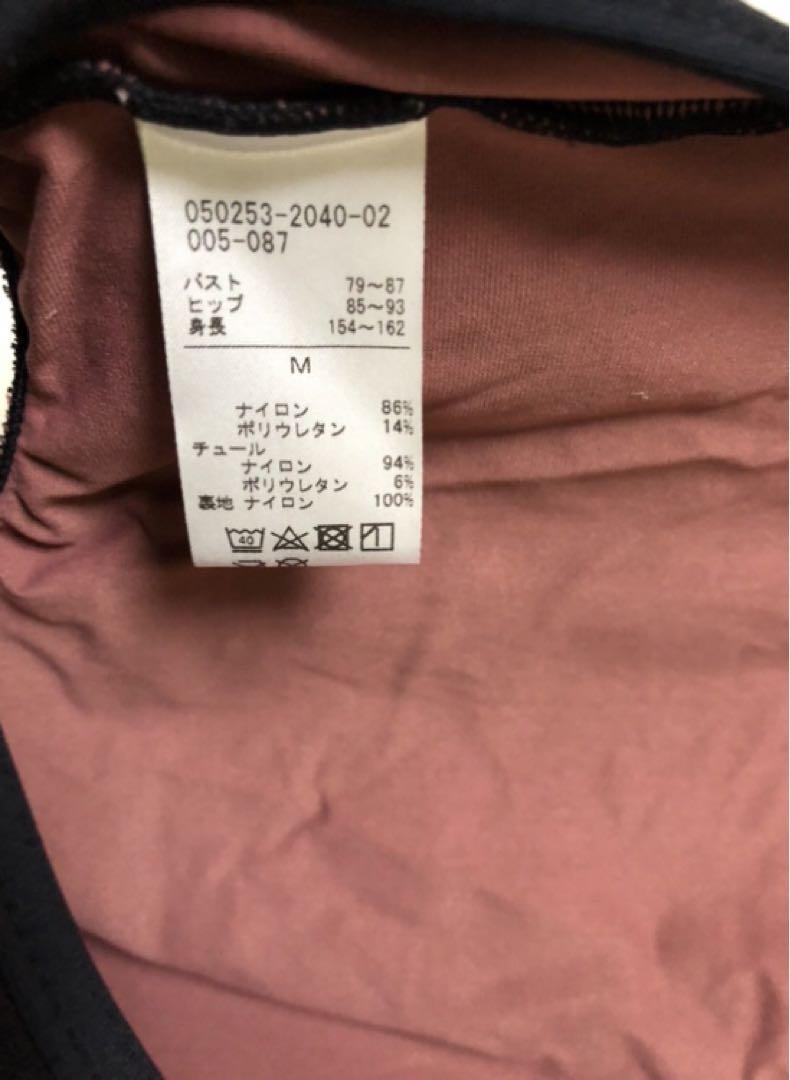 050253-2040-02
005-087
バスト 79～87
ヒップ 85～93
身長 154～162
M
ナイロン 86%
ポリウレタン 14%
チュール
ナイロン 94%
ポリウレタン 6%
裏地 ナイロン 100%
40